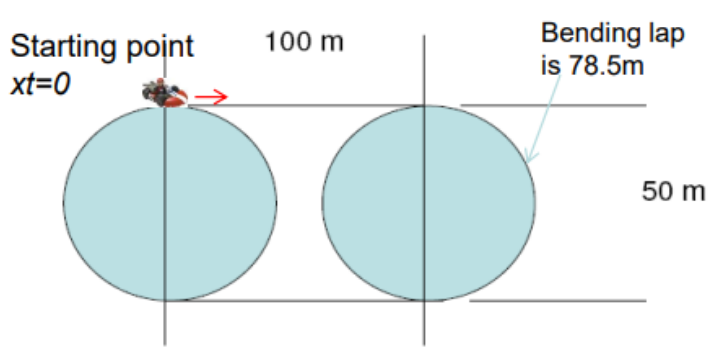 Starting point
xt=0
100 m
Bending lap
is 78.5m
50 m